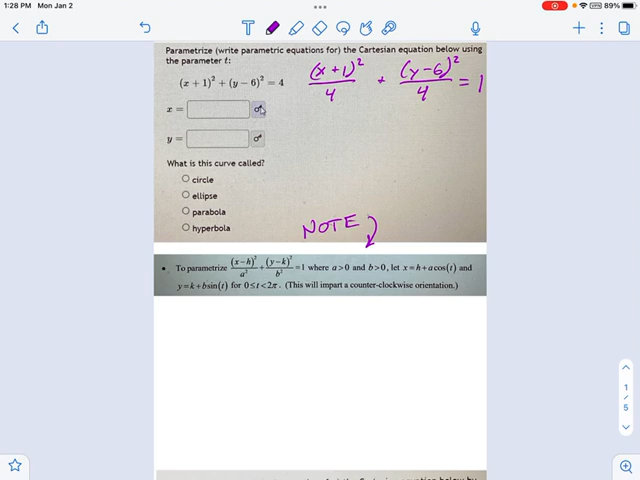 1:28 PM Mon Jan 2
VPN 89%
Parametrize (write parametric equations for) the Cartesian equation below using
the parameter t:
(x + 1)² + (y − 6)² = 4
(x+1)²/4 + (y-6)²/4 = 1
x =
y =
What is this curve called?
circle
ellipse
parabola
hyperbola
NOTE
• To parametrize (x−h)²/a² + (y−k)²/b² = 1 where a>0 and b>0, let x=h+a cos(t) and
y=k+b sin(t) for 0≤t<2π. (This will impart a counter-clockwise orientation.)
1
/
5